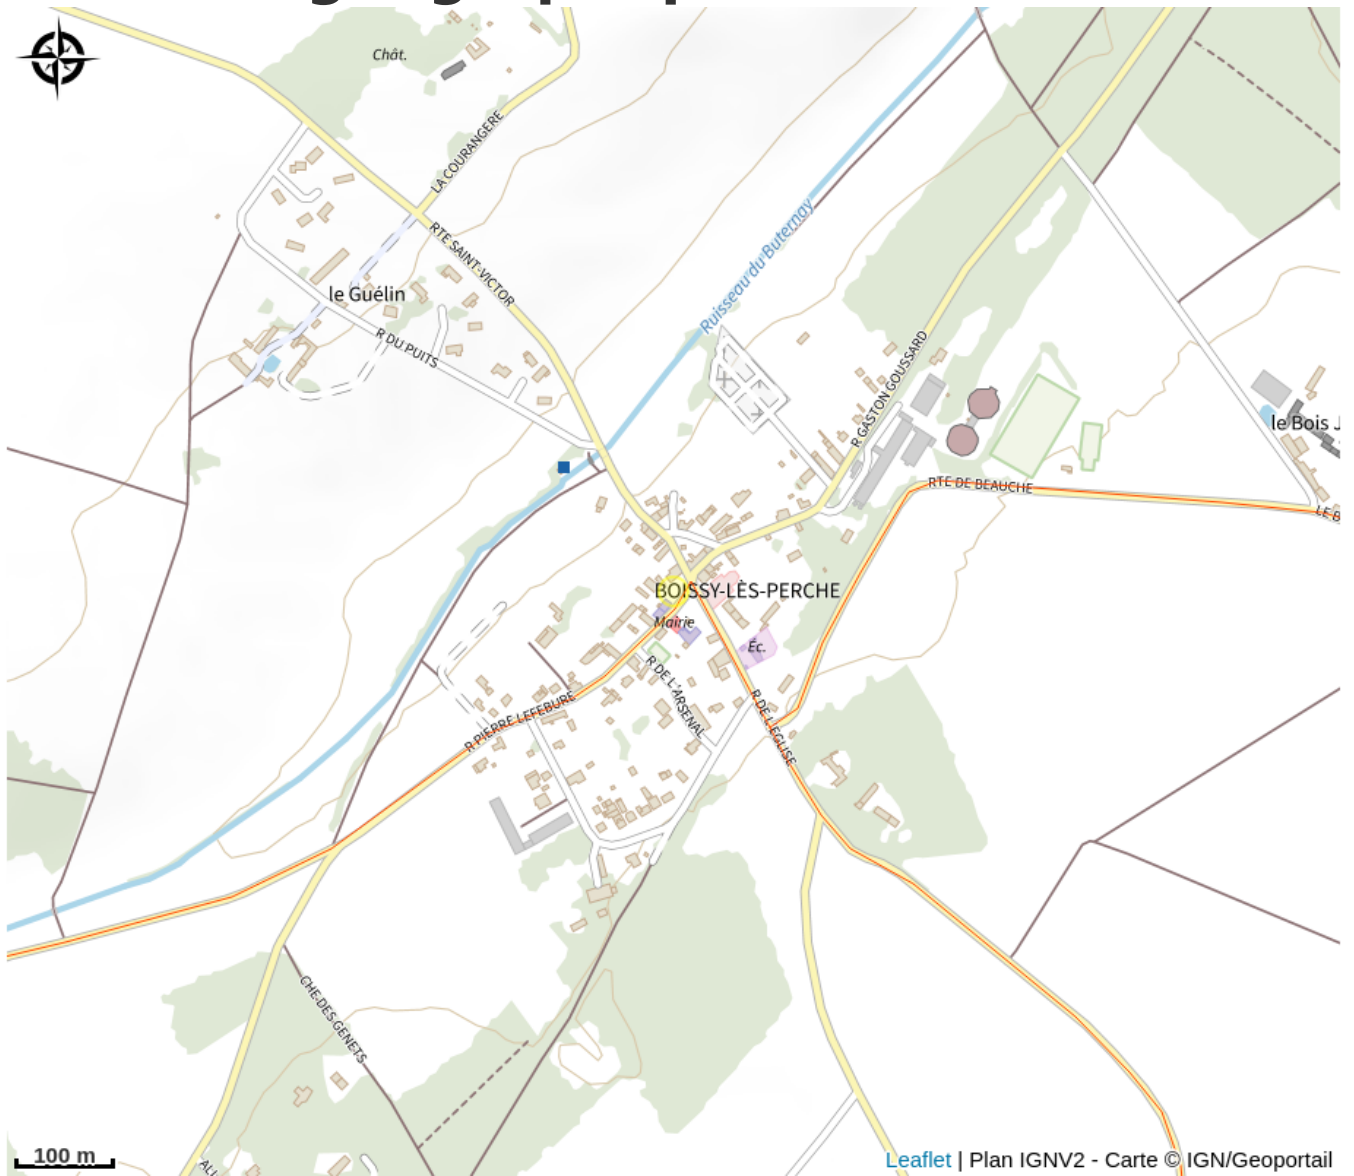 Chât.
LA COURANGERE
RTE SAINT-VICTOR
Ruisseau du Buternay
le Guélin
R DU PUITS
R GASTON GOUSSARD
le Bois J
RTE DE BEAUCHE
LE B
BOISSY-LÈS-PERCHE
Mairie
Éc.
R DE L'ARSENAL
R PIERRE LEFEBURE
R DE L'EGLISE
CHE DES GENETS
ALL
100 m
Leaflet | Plan IGNV2 - Carte © IGN/Geoportail